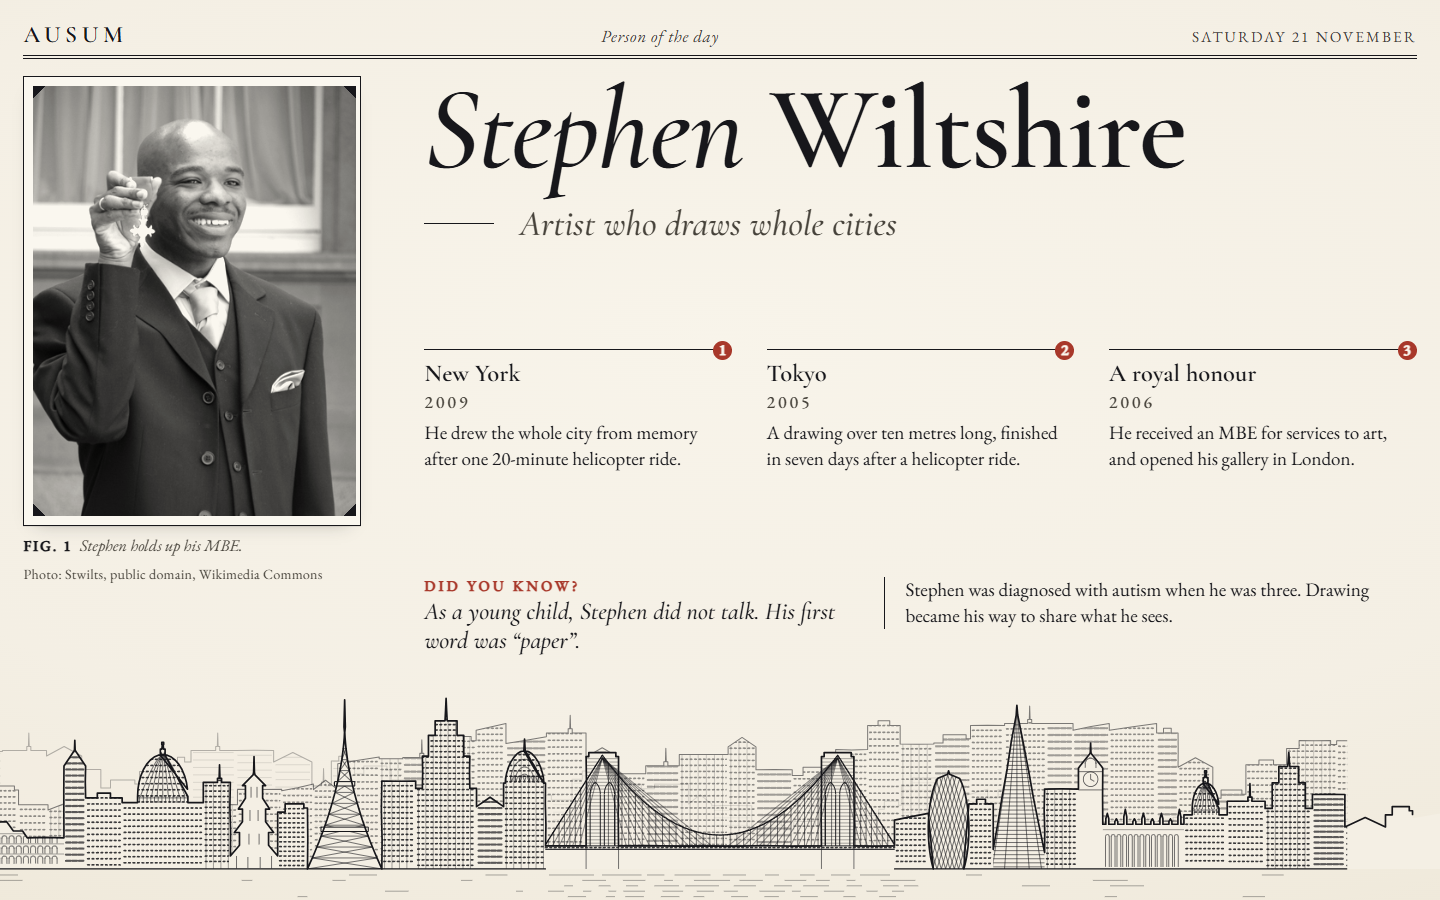 AUSUM
Person of the day
SATURDAY 21 NOVEMBER
Stephen Wiltshire
Artist who draws whole cities
1
New York
2009
He drew the whole city from memory
after one 20-minute helicopter ride.
2
Tokyo
2005
A drawing over ten metres long, finished
in seven days after a helicopter ride.
3
A royal honour
2006
He received an MBE for services to art,
and opened his gallery in London.
FIG. 1 Stephen holds up his MBE.
Photo: Stwilts, public domain, Wikimedia Commons
DID YOU KNOW?
As a young child, Stephen did not talk. His first
word was “paper”.
Stephen was diagnosed with autism when he was three. Drawing
became his way to share what he sees.